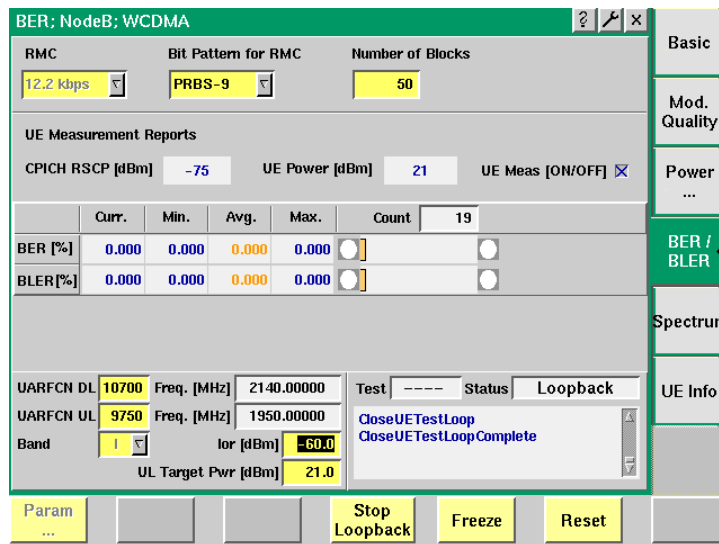 BER; NodeB; WCDMA ? x
RMC Bit Pattern for RMC Number of Blocks
12.2 kbps PRBS-9 50
UE Measurement Reports
CPICH RSCP [dBm] -75 UE Power [dBm] 21 UE Meas [ON/OFF]
Curr. Min. Avg. Max. Count 19
BER [%] 0.000 0.000 0.000 0.000
BLER[%] 0.000 0.000 0.000 0.000
UARFCN DL 10700 Freq. [MHz] 2140.00000
UARFCN UL 9750 Freq. [MHz] 1950.00000
Band I Ior [dBm] -60.0
UL Target Pwr [dBm] 21.0
Test ---- Status Loopback
CloseUETestLoop
CloseUETestLoopComplete
Basic
Mod.
Quality
Power
...
BER /
BLER
Spectrum
UE Info
Param
...
Stop
Loopback
Freeze
Reset